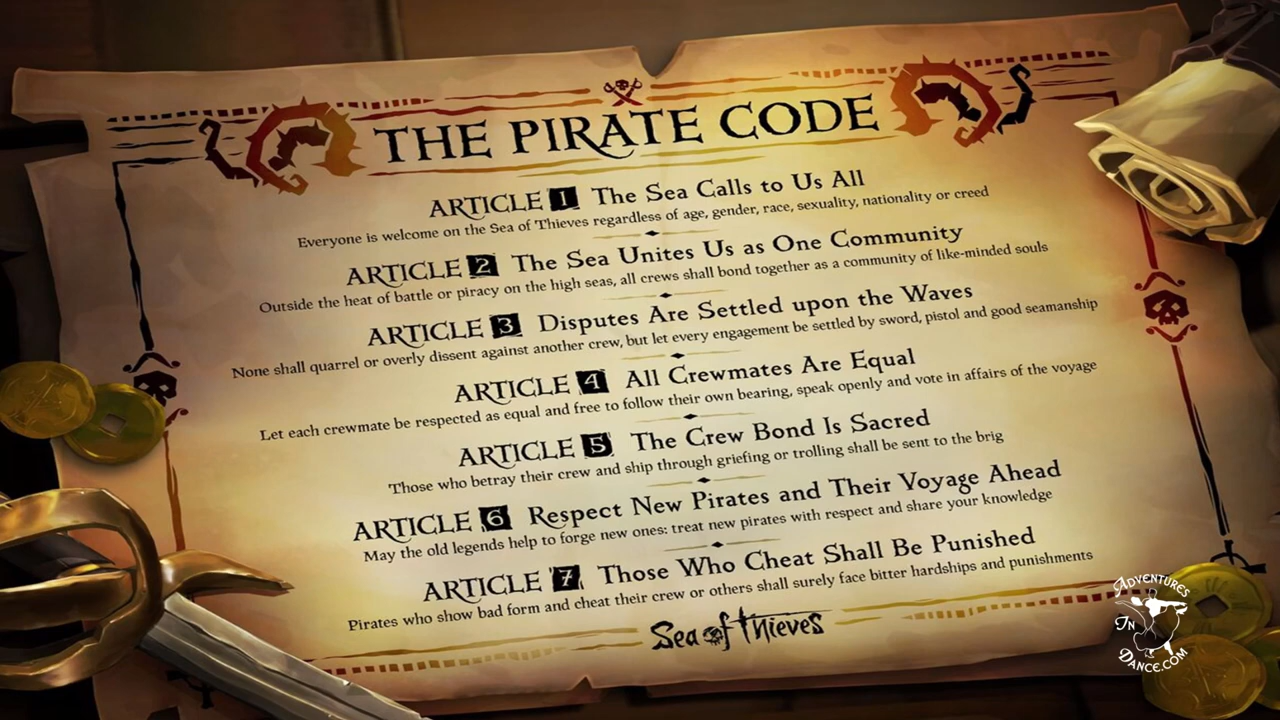 THE PIRATE CODE
ARTICLE 1 The Sea Calls to Us All
Everyone is welcome on the Sea of Thieves regardless of age, gender, race, sexuality, nationality or creed
ARTICLE 2 The Sea Unites Us as One Community
Outside the heat of battle or piracy on the high seas, all crews shall bond together as a community of like-minded souls
ARTICLE 3 Disputes Are Settled upon the Waves
None shall quarrel or overly dissent against another crew, but let every engagement be settled by sword, pistol and good seamanship
ARTICLE 4 All Crewmates Are Equal
Let each crewmate be respected as equal and free to follow their own bearing, speak openly and vote in affairs of the voyage
ARTICLE 5 The Crew Bond Is Sacred
Those who betray their crew and ship through griefing or trolling shall be sent to the brig
ARTICLE 6 Respect New Pirates and Their Voyage Ahead
May the old legends help to forge new ones: treat new pirates with respect and share your knowledge
ARTICLE 7 Those Who Cheat Shall Be Punished
Pirates who show bad form and cheat their crew or others shall surely face bitter hardships and punishments
Sea of Thieves
ADVENTURES
IN
DANCE.COM